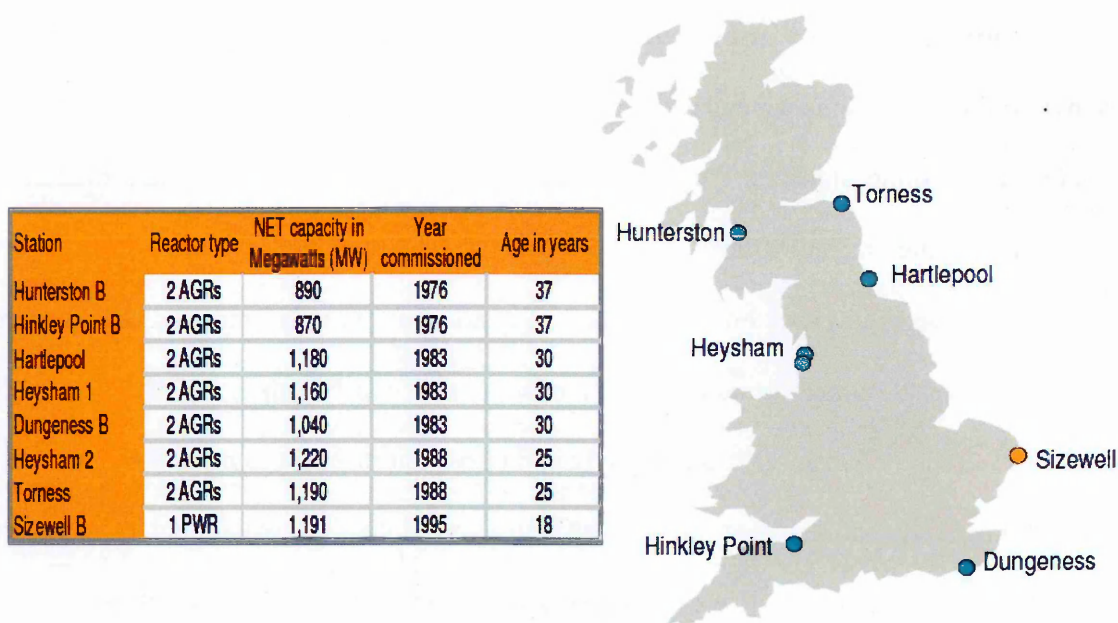 Station Reactor type NET capacity in Megawatts (MW) Year commissioned Age in years
Hunterston B 2 AGRs 890 1976 37
Hinkley Point B 2 AGRs 870 1976 37
Hartlepool 2 AGRs 1,180 1983 30
Heysham 1 2 AGRs 1,160 1983 30
Dungeness B 2 AGRs 1,040 1983 30
Heysham 2 2 AGRs 1,220 1988 25
Torness 2 AGRs 1,190 1988 25
Sizewell B 1 PWR 1,191 1995 18
Torness
Hunterston
Hartlepool
Heysham
Sizewell
Hinkley Point
Dungeness